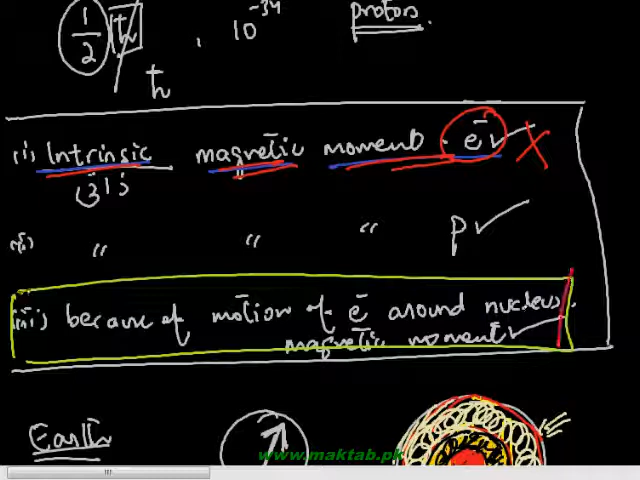 1/2 ħ , 10⁻³⁴ protons
ħ
(i) Intrinsic magnetic moment . e⁻ ✓ X
(ii) " " " p ✓
(iii) because of motion of e⁻ around nucleus.
magnetic moment ✓
Earth
www.maktab.pk